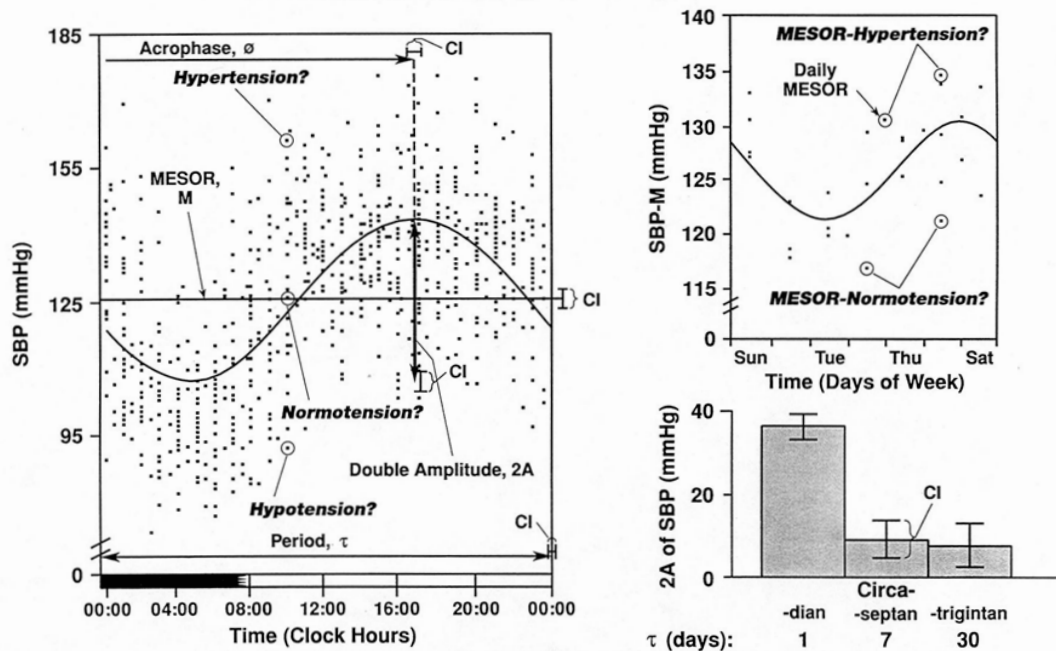 185
155
125
95
0
SBP (mmHg)
Acrophase, ø
CI
Hypertension?
MESOR,
M
CI
CI
Normotension?
Double Amplitude, 2A
Hypotension?
CI
Period, τ
00:00 04:00 08:00 12:00 16:00 20:00 00:00
Time (Clock Hours)
140
135
130
125
120
115
0
SBP-M (mmHg)
MESOR-Hypertension?
Daily
MESOR
MESOR-Normotension?
Sun Tue Thu Sat
Time (Days of Week)
40
20
0
2A of SBP (mmHg)
CI
Circa-
-dian -septan -trigintan
τ (days): 1 7 30